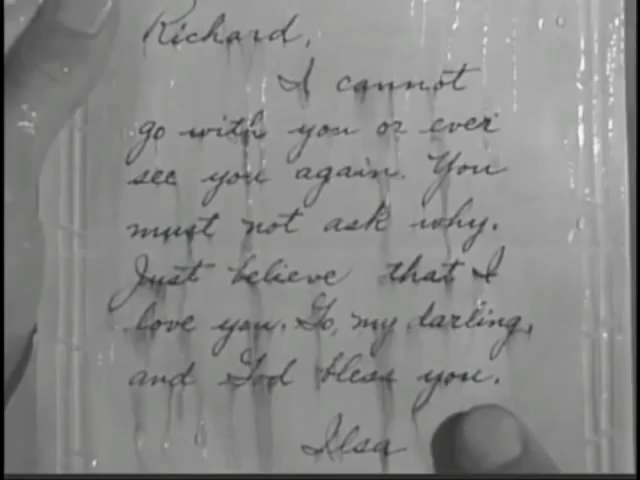 Richard,
I cannot
go with you or ever
see you again. You
must not ask why.
Just believe that I
love you. Go, my darling,
and God bless you.
Ilsa